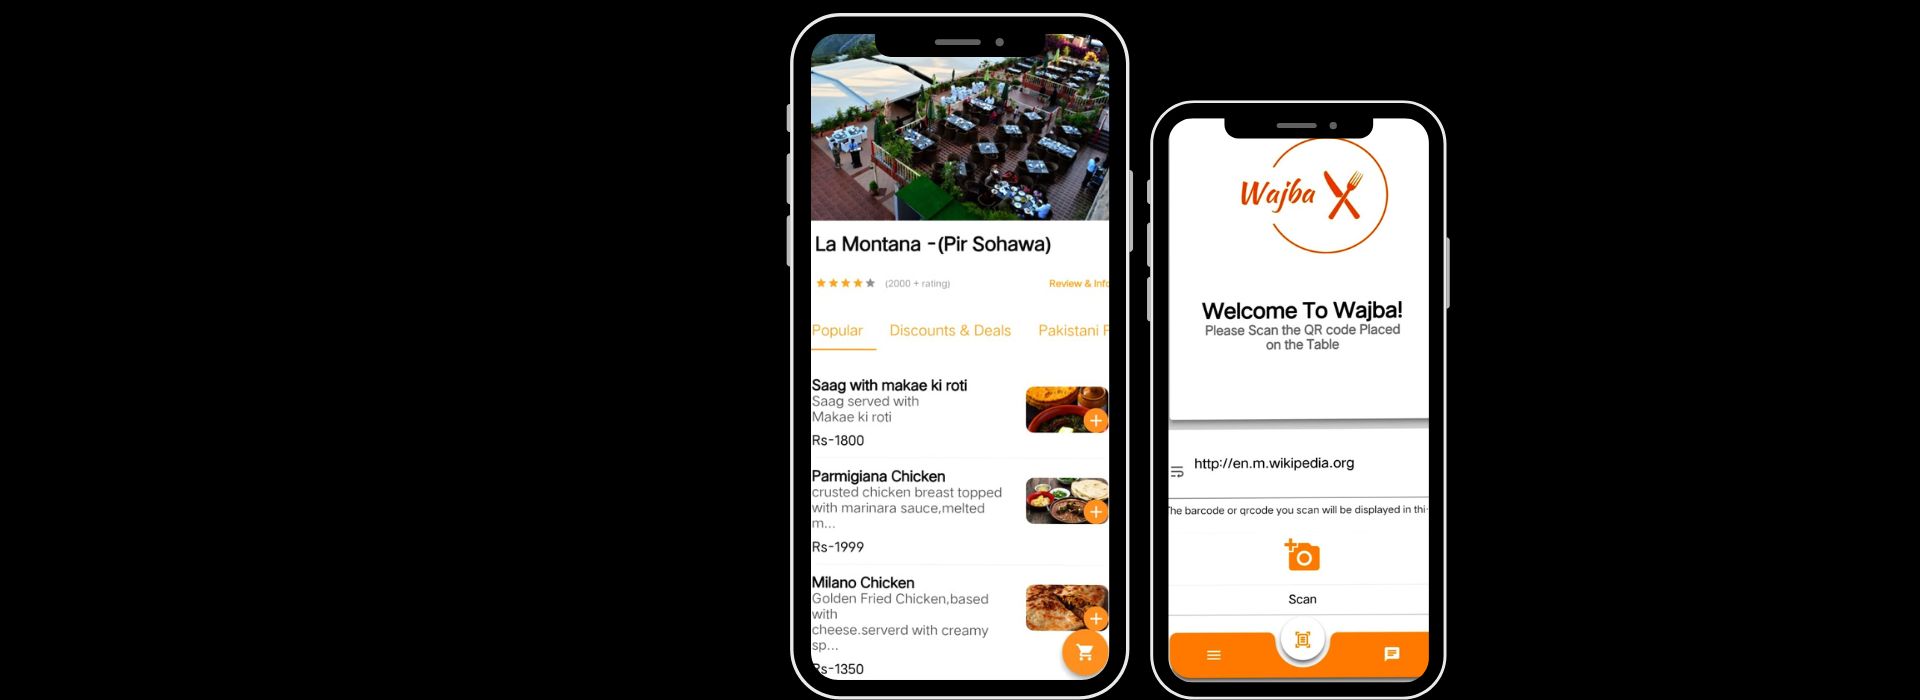 La Montana -(Pir Sohawa)
(2000 + rating)
Review & Info
Popular
Discounts & Deals
Pakistani F
Saag with makae ki roti
Saag served with
Makae ki roti
Rs-1800
Parmigiana Chicken
crusted chicken breast topped
with marinara sauce,melted
m...
Rs-1999
Milano Chicken
Golden Fried Chicken,based
with
cheese.serverd with creamy
sp...
Rs-1350
Wajba
Welcome To Wajba!
Please Scan the QR code Placed
on the Table
http://en.m.wikipedia.org
The barcode or qrcode you scan will be displayed in thi
Scan